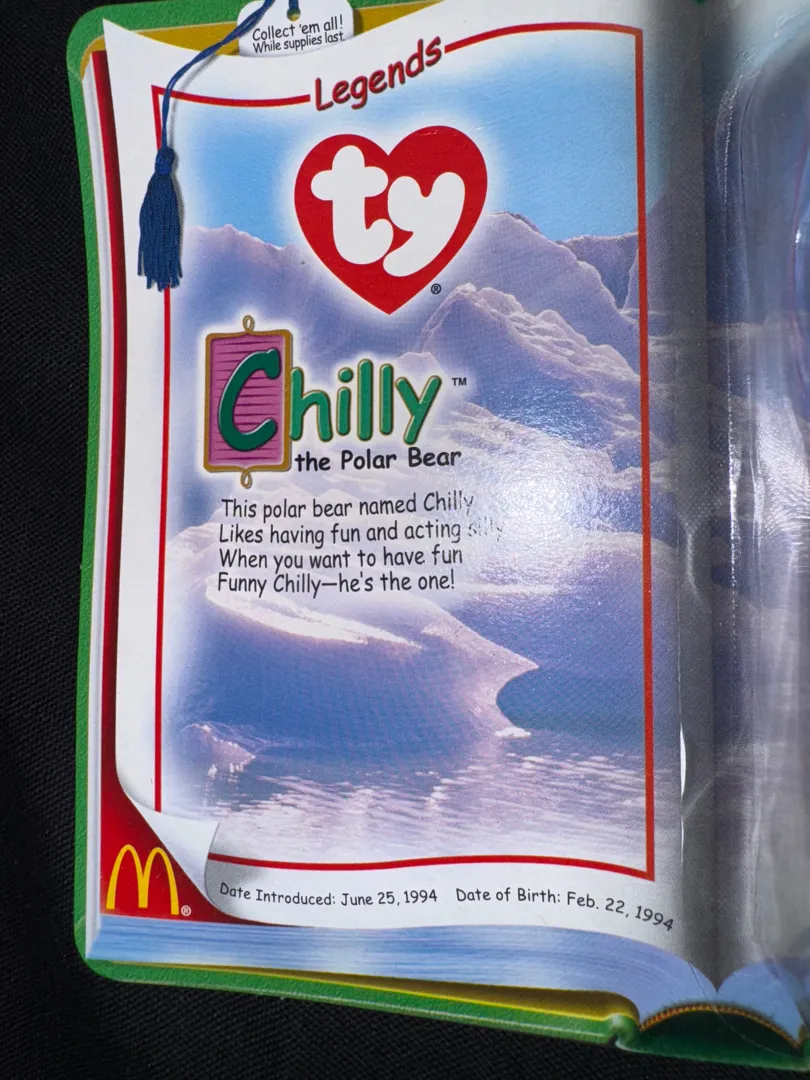 Collect 'em all!
While supplies last.
Legends
ty
®
Chilly™
the Polar Bear
This polar bear named Chilly
Likes having fun and acting silly
When you want to have fun
Funny Chilly—he's the one!
M®
Date Introduced: June 25, 1994 Date of Birth: Feb. 22, 1994